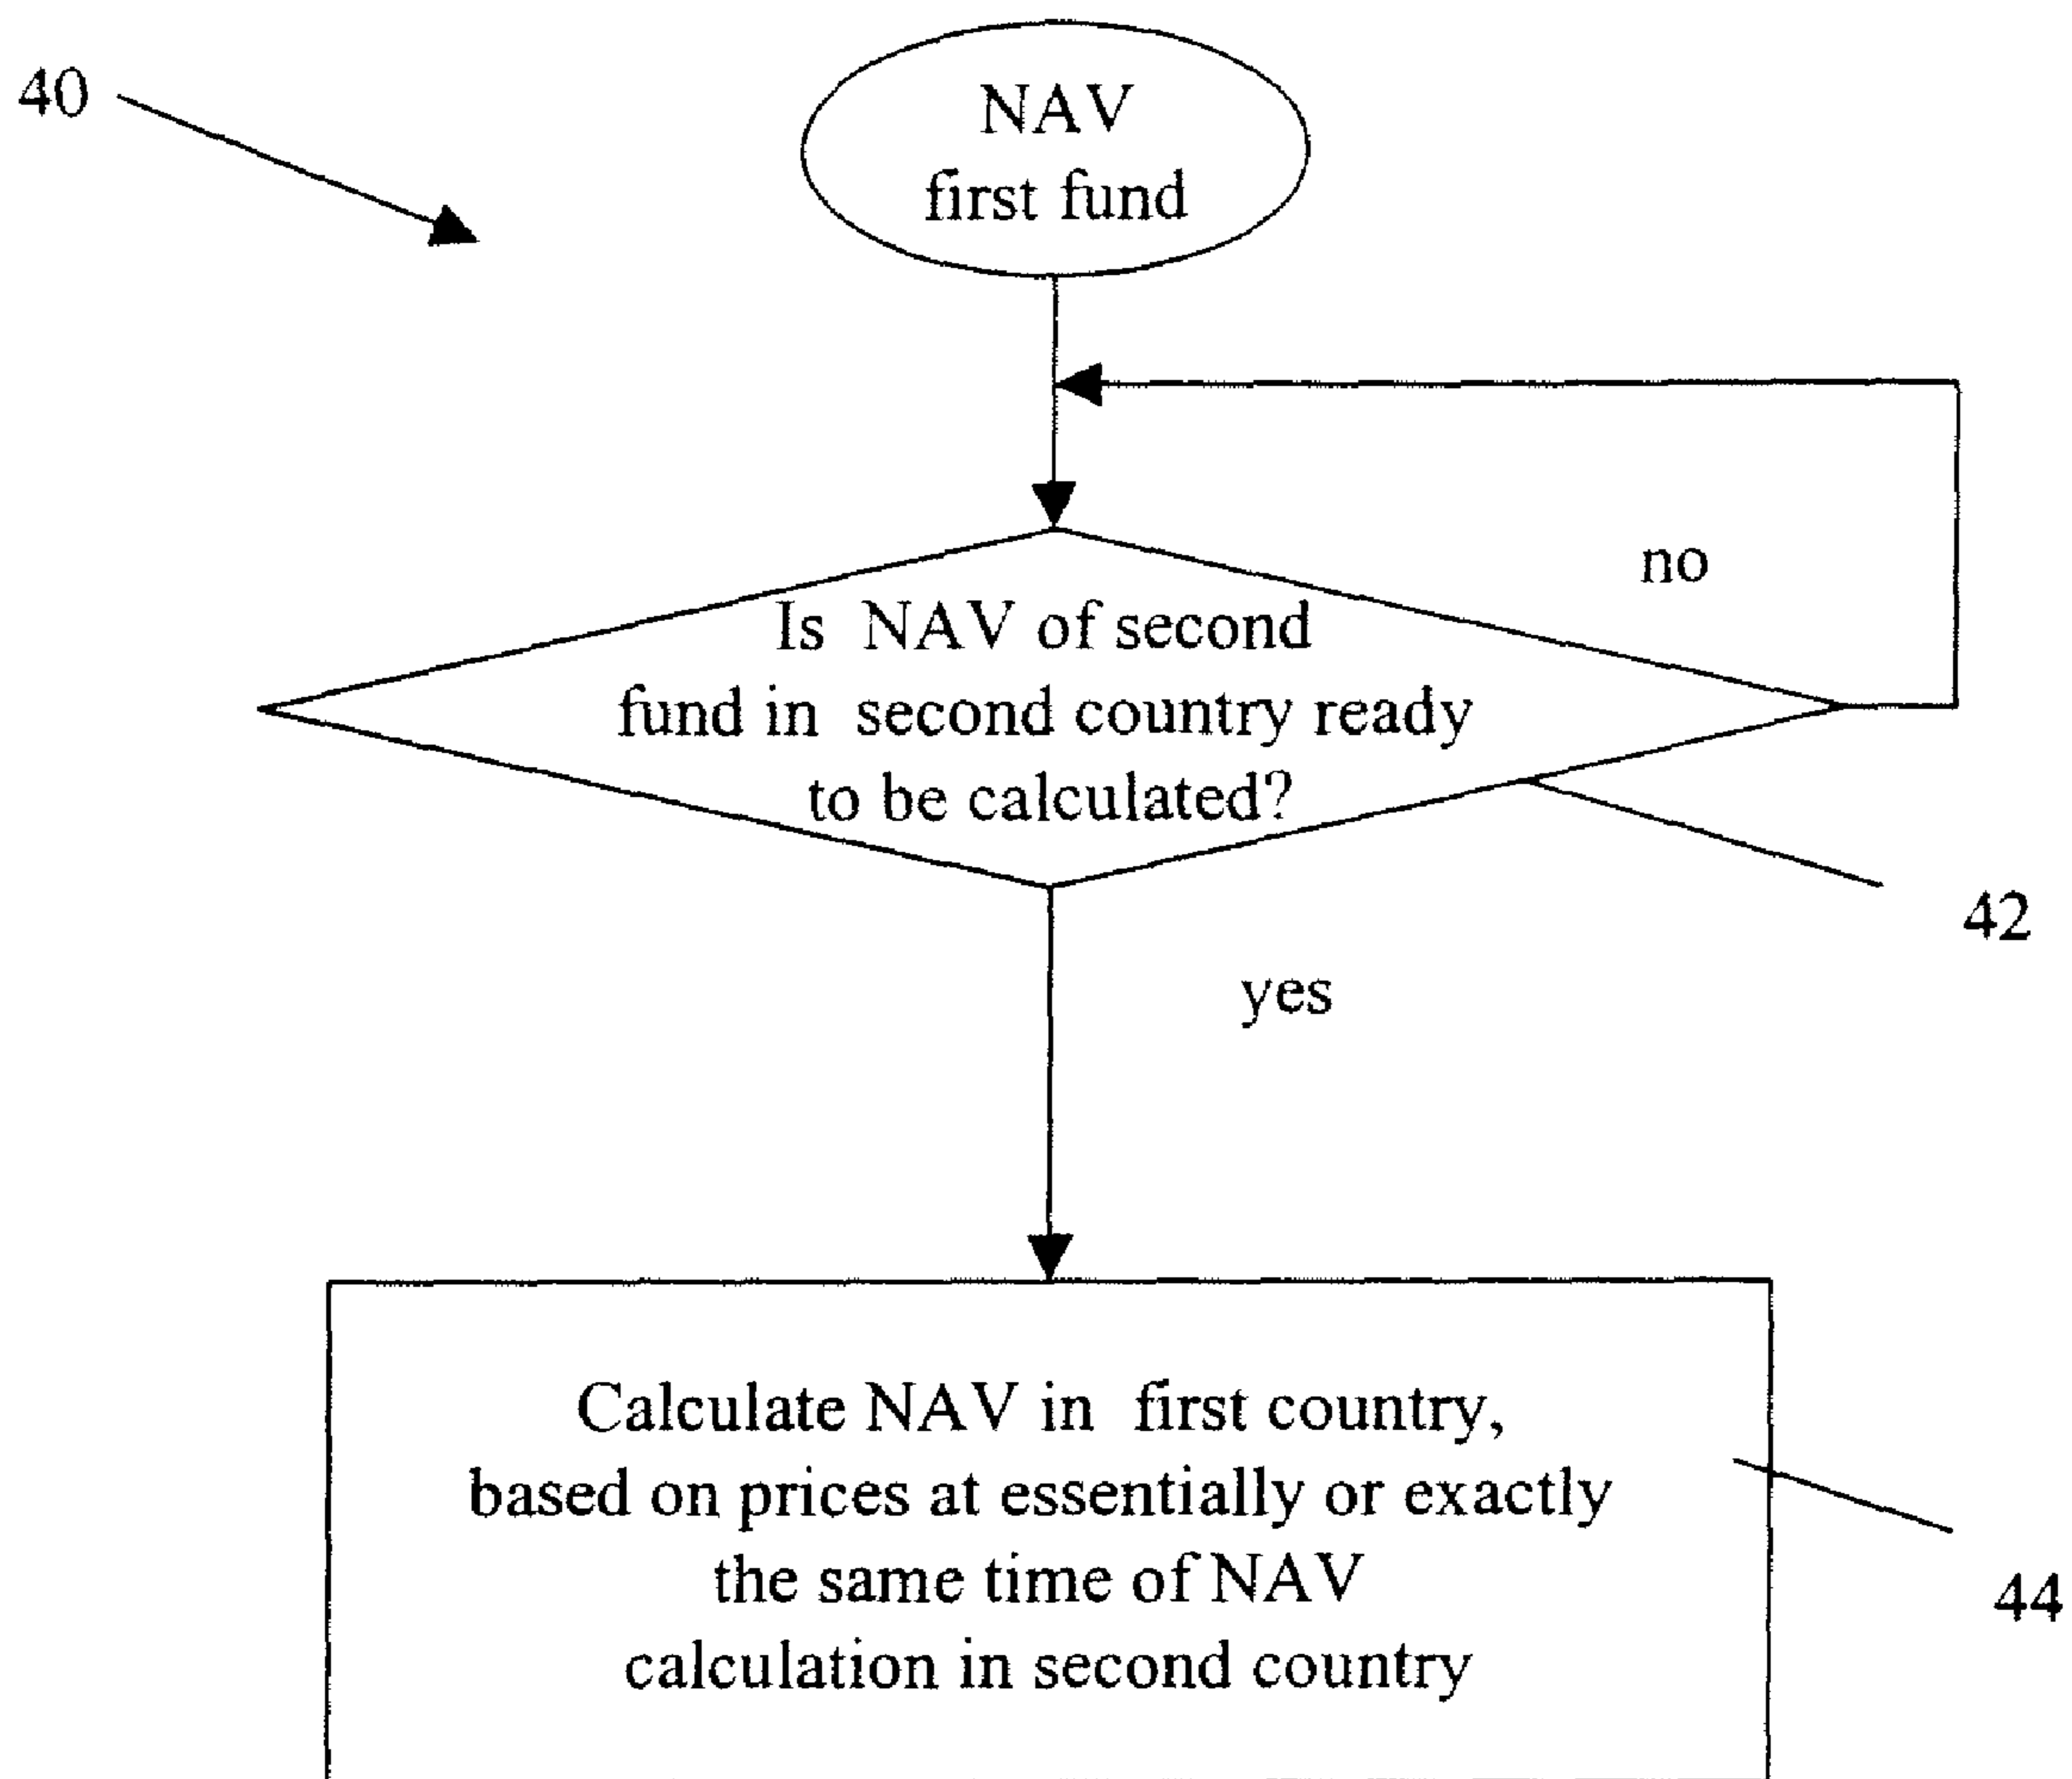 40
NAV
first fund
no
Is NAV of second
fund in second country ready
to be calculated?
42
yes
Calculate NAV in first country,
based on prices at essentially or exactly
the same time of NAV
calculation in second country
44